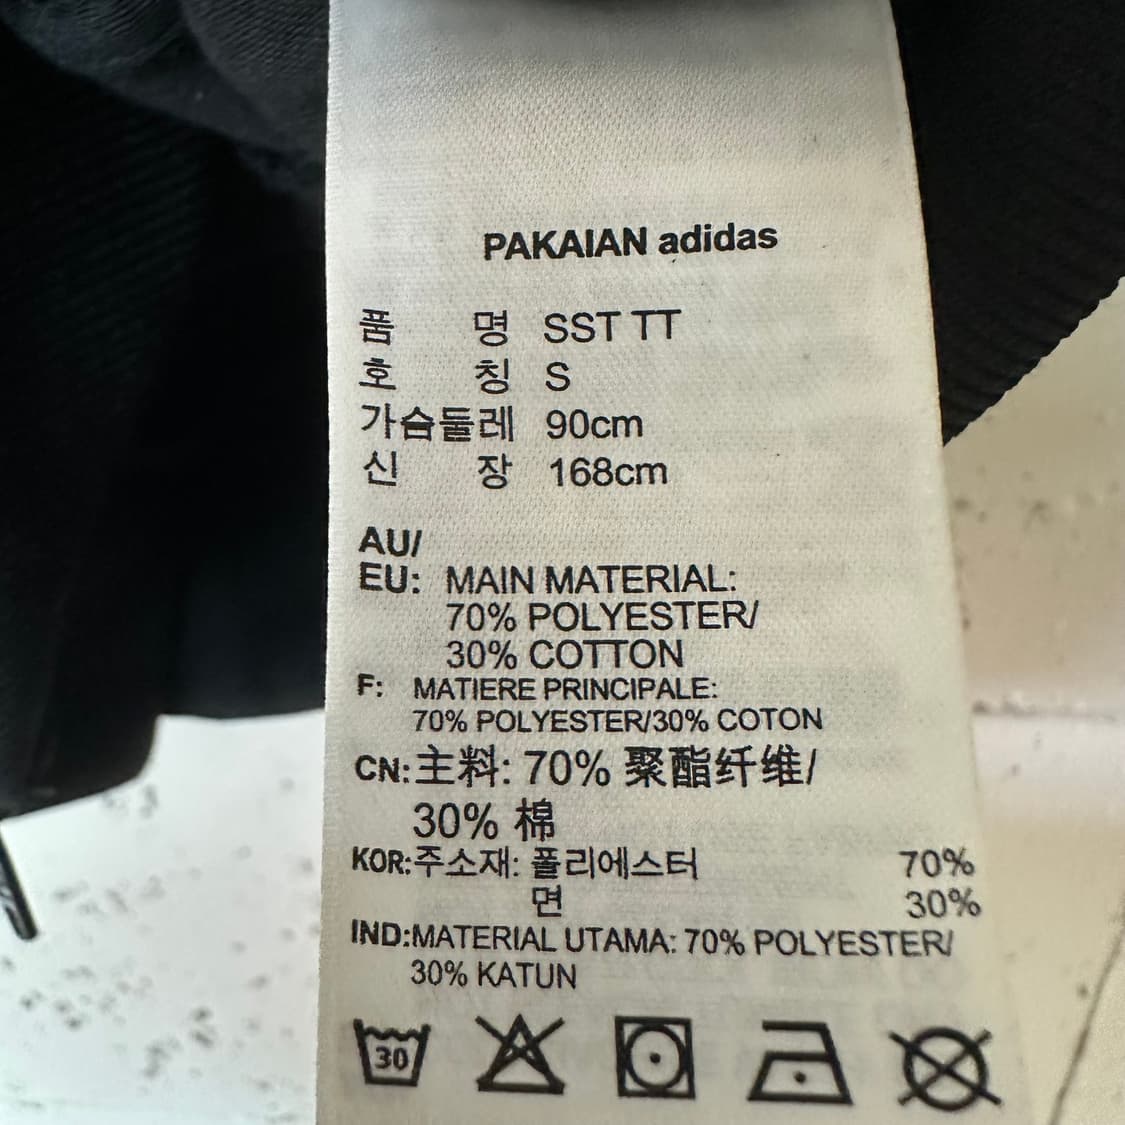 PAKAIAN adidas
품 명 SST TT
호 칭 S
가슴둘레 90cm
신 장 168cm
AU/
EU: MAIN MATERIAL:
70% POLYESTER/
30% COTTON
F: MATIERE PRINCIPALE:
70% POLYESTER/30% COTON
CN:主料: 70% 聚酯纤维/
30% 棉
KOR:주소재: 폴리에스터 70%
면 30%
IND:MATERIAL UTAMA: 70% POLYESTER/
30% KATUN
30